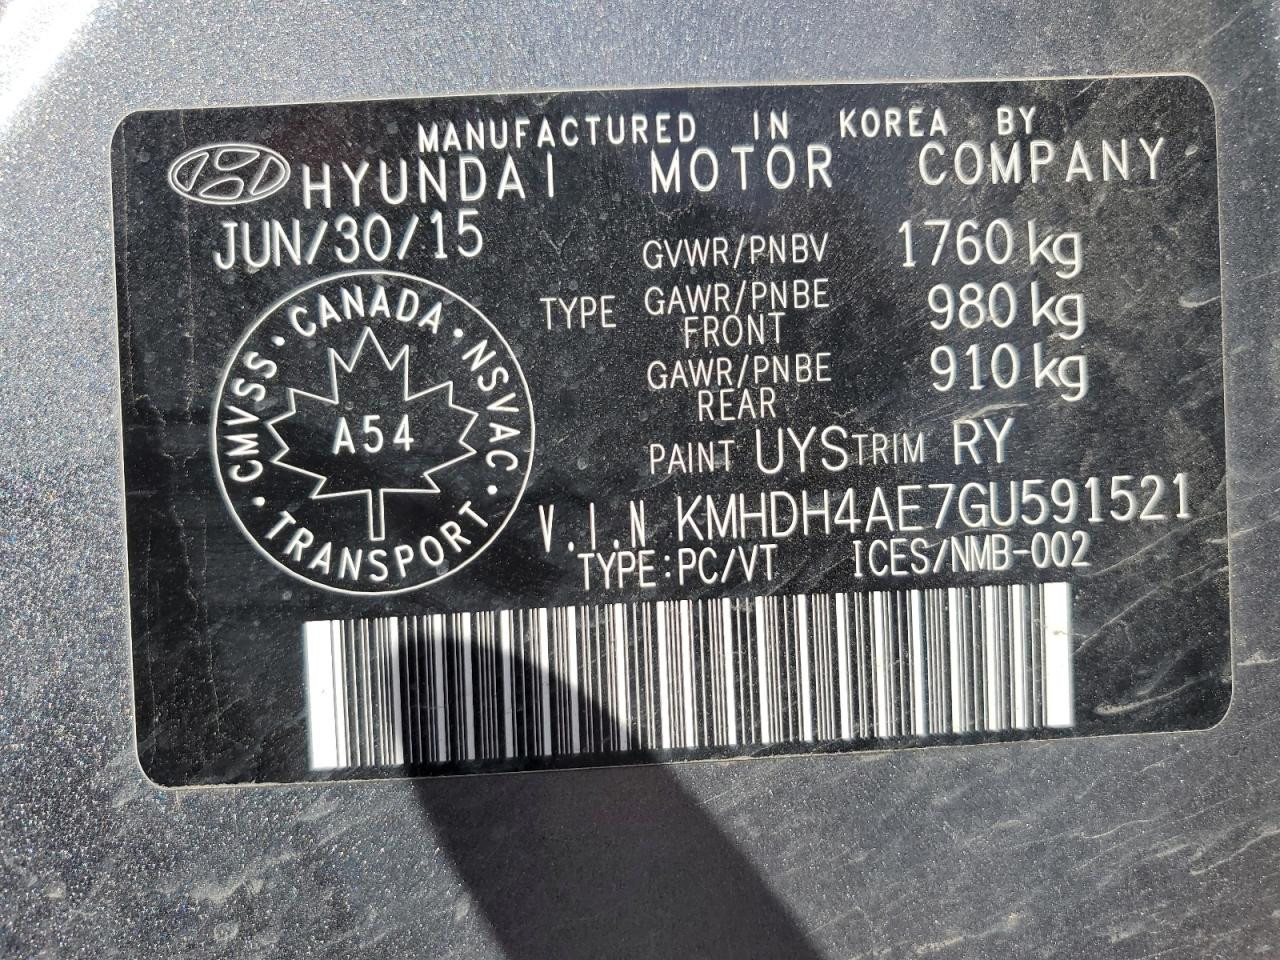 MANUFACTURED IN KOREA BY
HYUNDAI MOTOR COMPANY
JUN/30/15
GVWR/PNBV 1760 kg
TYPE GAWR/PNBE FRONT 980 kg
GAWR/PNBE REAR 910 kg
CMVSS · CANADA · NSVAC · TRANSPORT ·
A54
PAINT UYS TRIM RY
V.I.N KMHDH4AE7GU591521
TYPE:PC/VT ICES/NMB-002